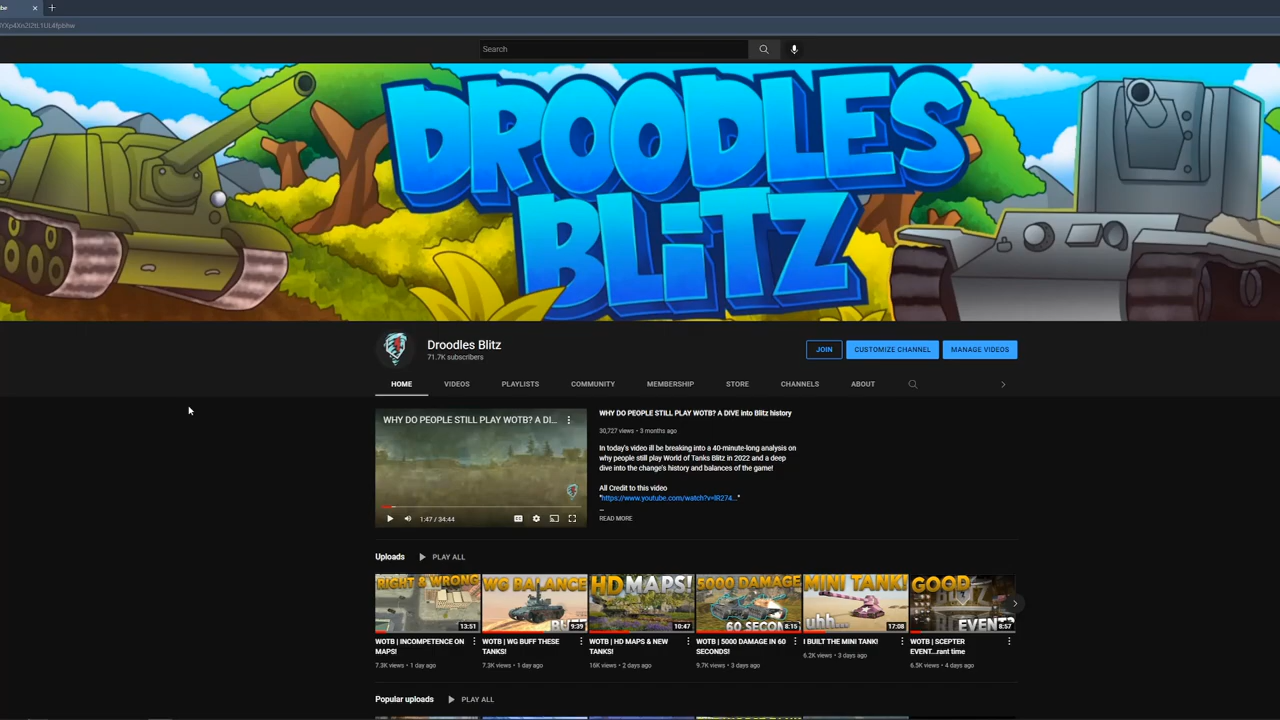 Search
DROODLES
BLITZ
Droodles Blitz
71.7K subscribers
JOIN
CUSTOMIZE CHANNEL
MANAGE VIDEOS
HOME
VIDEOS
PLAYLISTS
COMMUNITY
MEMBERSHIP
STORE
CHANNELS
ABOUT
WHY DO PEOPLE STILL PLAY WOTB? A DI...
1:47 / 34:44
WHY DO PEOPLE STILL PLAY WOTB? A DIVE into Blitz history
30,727 views • 3 months ago
In today's video ill be breaking into a 40-minute-long analysis on
why people still play World of Tanks Blitz in 2022 and a deep
dive into the change's history and balances of the game!
All Credit to this video
"https://www.youtube.com/watch?v=lR274..."
...
READ MORE
Uploads
PLAY ALL
RIGHT & WRONG
13:51
WOTB | INCOMPETENCE ON
MAPS!
7.3K views • 1 day ago
WG BALANCE
9:39
WOTB | WG BUFF THESE
TANKS!
7.3K views • 1 day ago
HD MAPS!
10:47
WOTB | HD MAPS & NEW
TANKS!
16K views • 2 days ago
5000 DAMAGE
60 SECON
8:15
WOTB | 5000 DAMAGE IN 60
SECONDS!
9.7K views • 3 days ago
MINI TANK!
uhh...
17:08
I BUILT THE MINI TANK!
6.2K views • 3 days ago
GOOD
BLITZ
EVENT?
8:57
WOTB | SCEPTER
EVENT...rant time
6.5K views • 4 days ago
Popular uploads
PLAY ALL